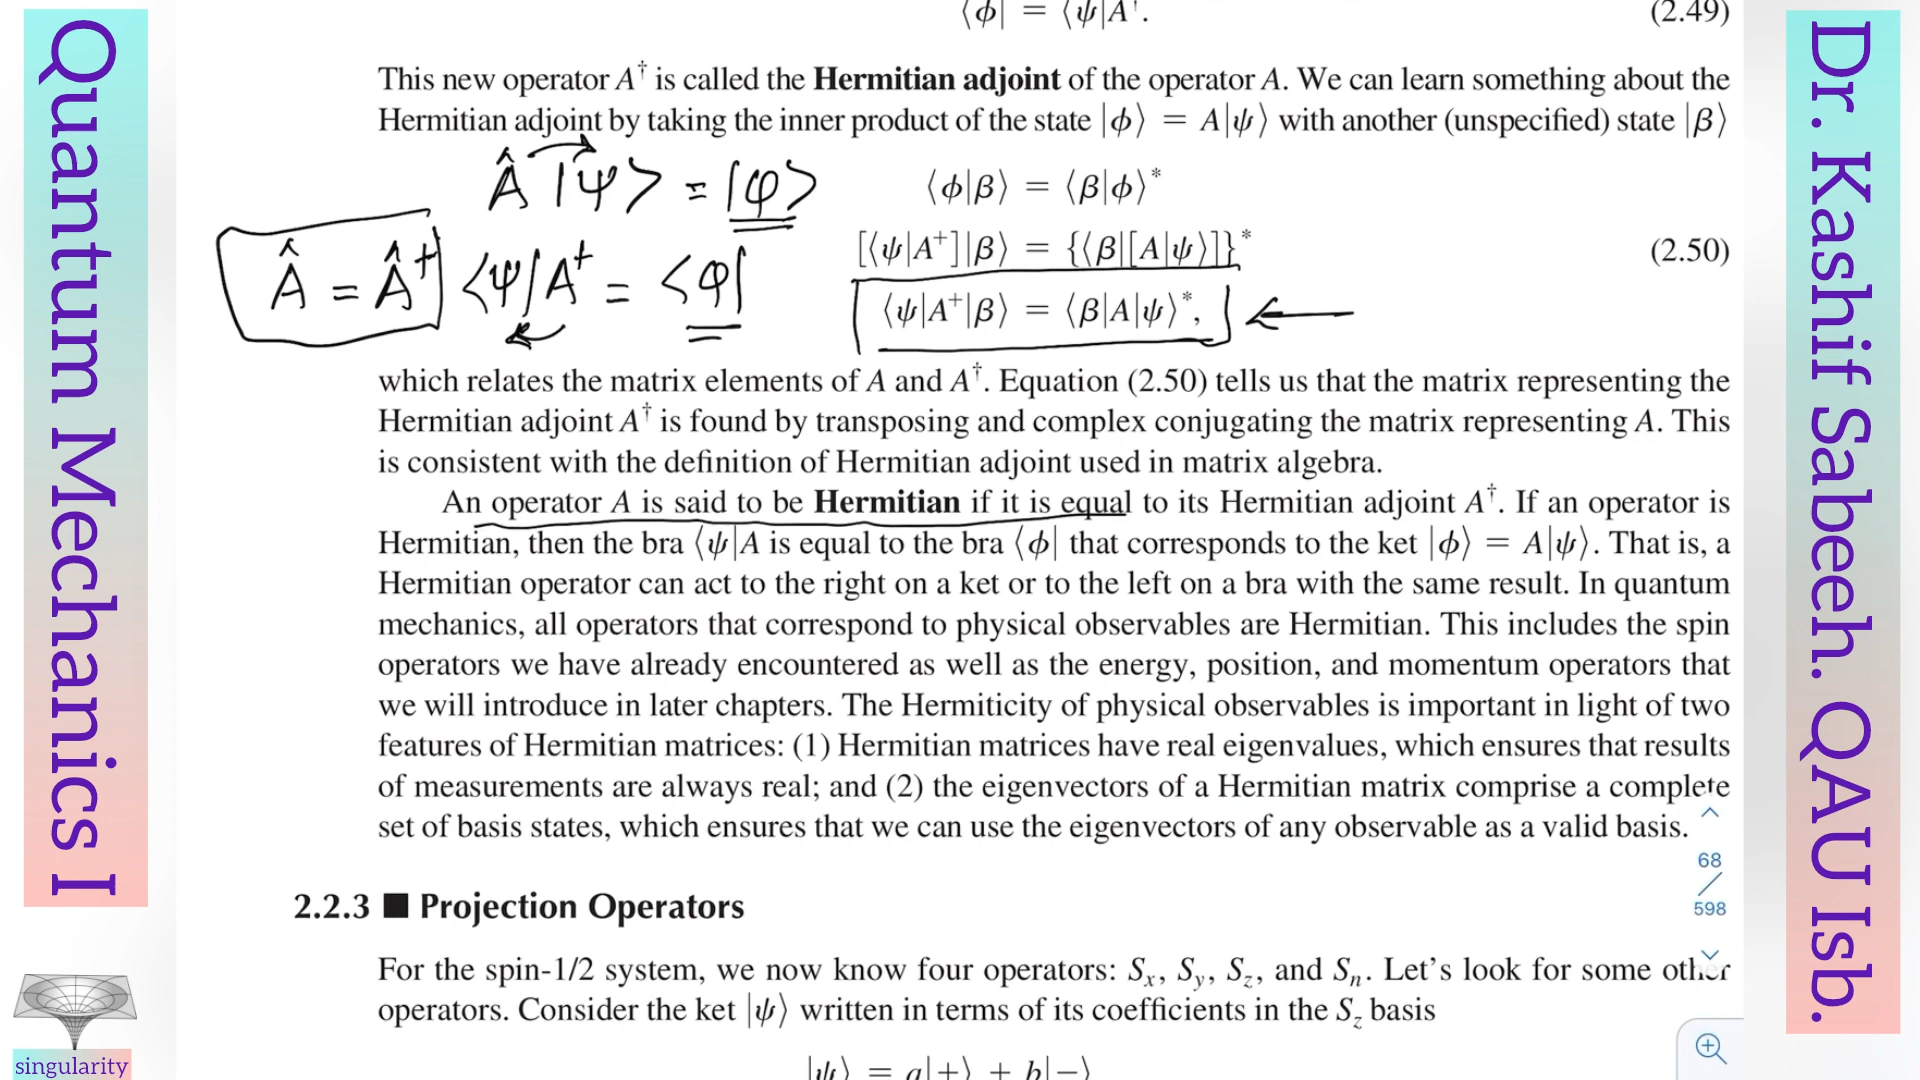 Quantum Mechanics I
⟨ϕ| = ⟨ψ|A†. (2.49)
This new operator A† is called the Hermitian adjoint of the operator A. We can learn something about the
Hermitian adjoint by taking the inner product of the state |ϕ⟩ = A|ψ⟩ with another (unspecified) state |β⟩
Â |ψ⟩ = |φ⟩
⟨ϕ|β⟩ = ⟨β|ϕ⟩*
[⟨ψ|A⁺]|β⟩ = {⟨β|[A|ψ⟩]}* (2.50)
Â = Â† ⟨ψ|A† = ⟨φ|
⟨ψ|A⁺|β⟩ = ⟨β|A|ψ⟩*,
which relates the matrix elements of A and A†. Equation (2.50) tells us that the matrix representing the
Hermitian adjoint A† is found by transposing and complex conjugating the matrix representing A. This
is consistent with the definition of Hermitian adjoint used in matrix algebra.
An operator A is said to be Hermitian if it is equal to its Hermitian adjoint A†. If an operator is
Hermitian, then the bra ⟨ψ|A is equal to the bra ⟨ϕ| that corresponds to the ket |ϕ⟩ = A|ψ⟩. That is, a
Hermitian operator can act to the right on a ket or to the left on a bra with the same result. In quantum
mechanics, all operators that correspond to physical observables are Hermitian. This includes the spin
operators we have already encountered as well as the energy, position, and momentum operators that
we will introduce in later chapters. The Hermiticity of physical observables is important in light of two
features of Hermitian matrices: (1) Hermitian matrices have real eigenvalues, which ensures that results
of measurements are always real; and (2) the eigenvectors of a Hermitian matrix comprise a complete
set of basis states, which ensures that we can use the eigenvectors of any observable as a valid basis.
68
/
598
2.2.3 ■ Projection Operators
For the spin-1/2 system, we now know four operators: Sx, Sy, Sz, and Sn. Let's look for some other
operators. Consider the ket |ψ⟩ written in terms of its coefficients in the Sz basis
|ψ⟩ = a|+⟩ + b|−⟩
singularity
Dr. Kashif Sabeeh. QAU Isb.